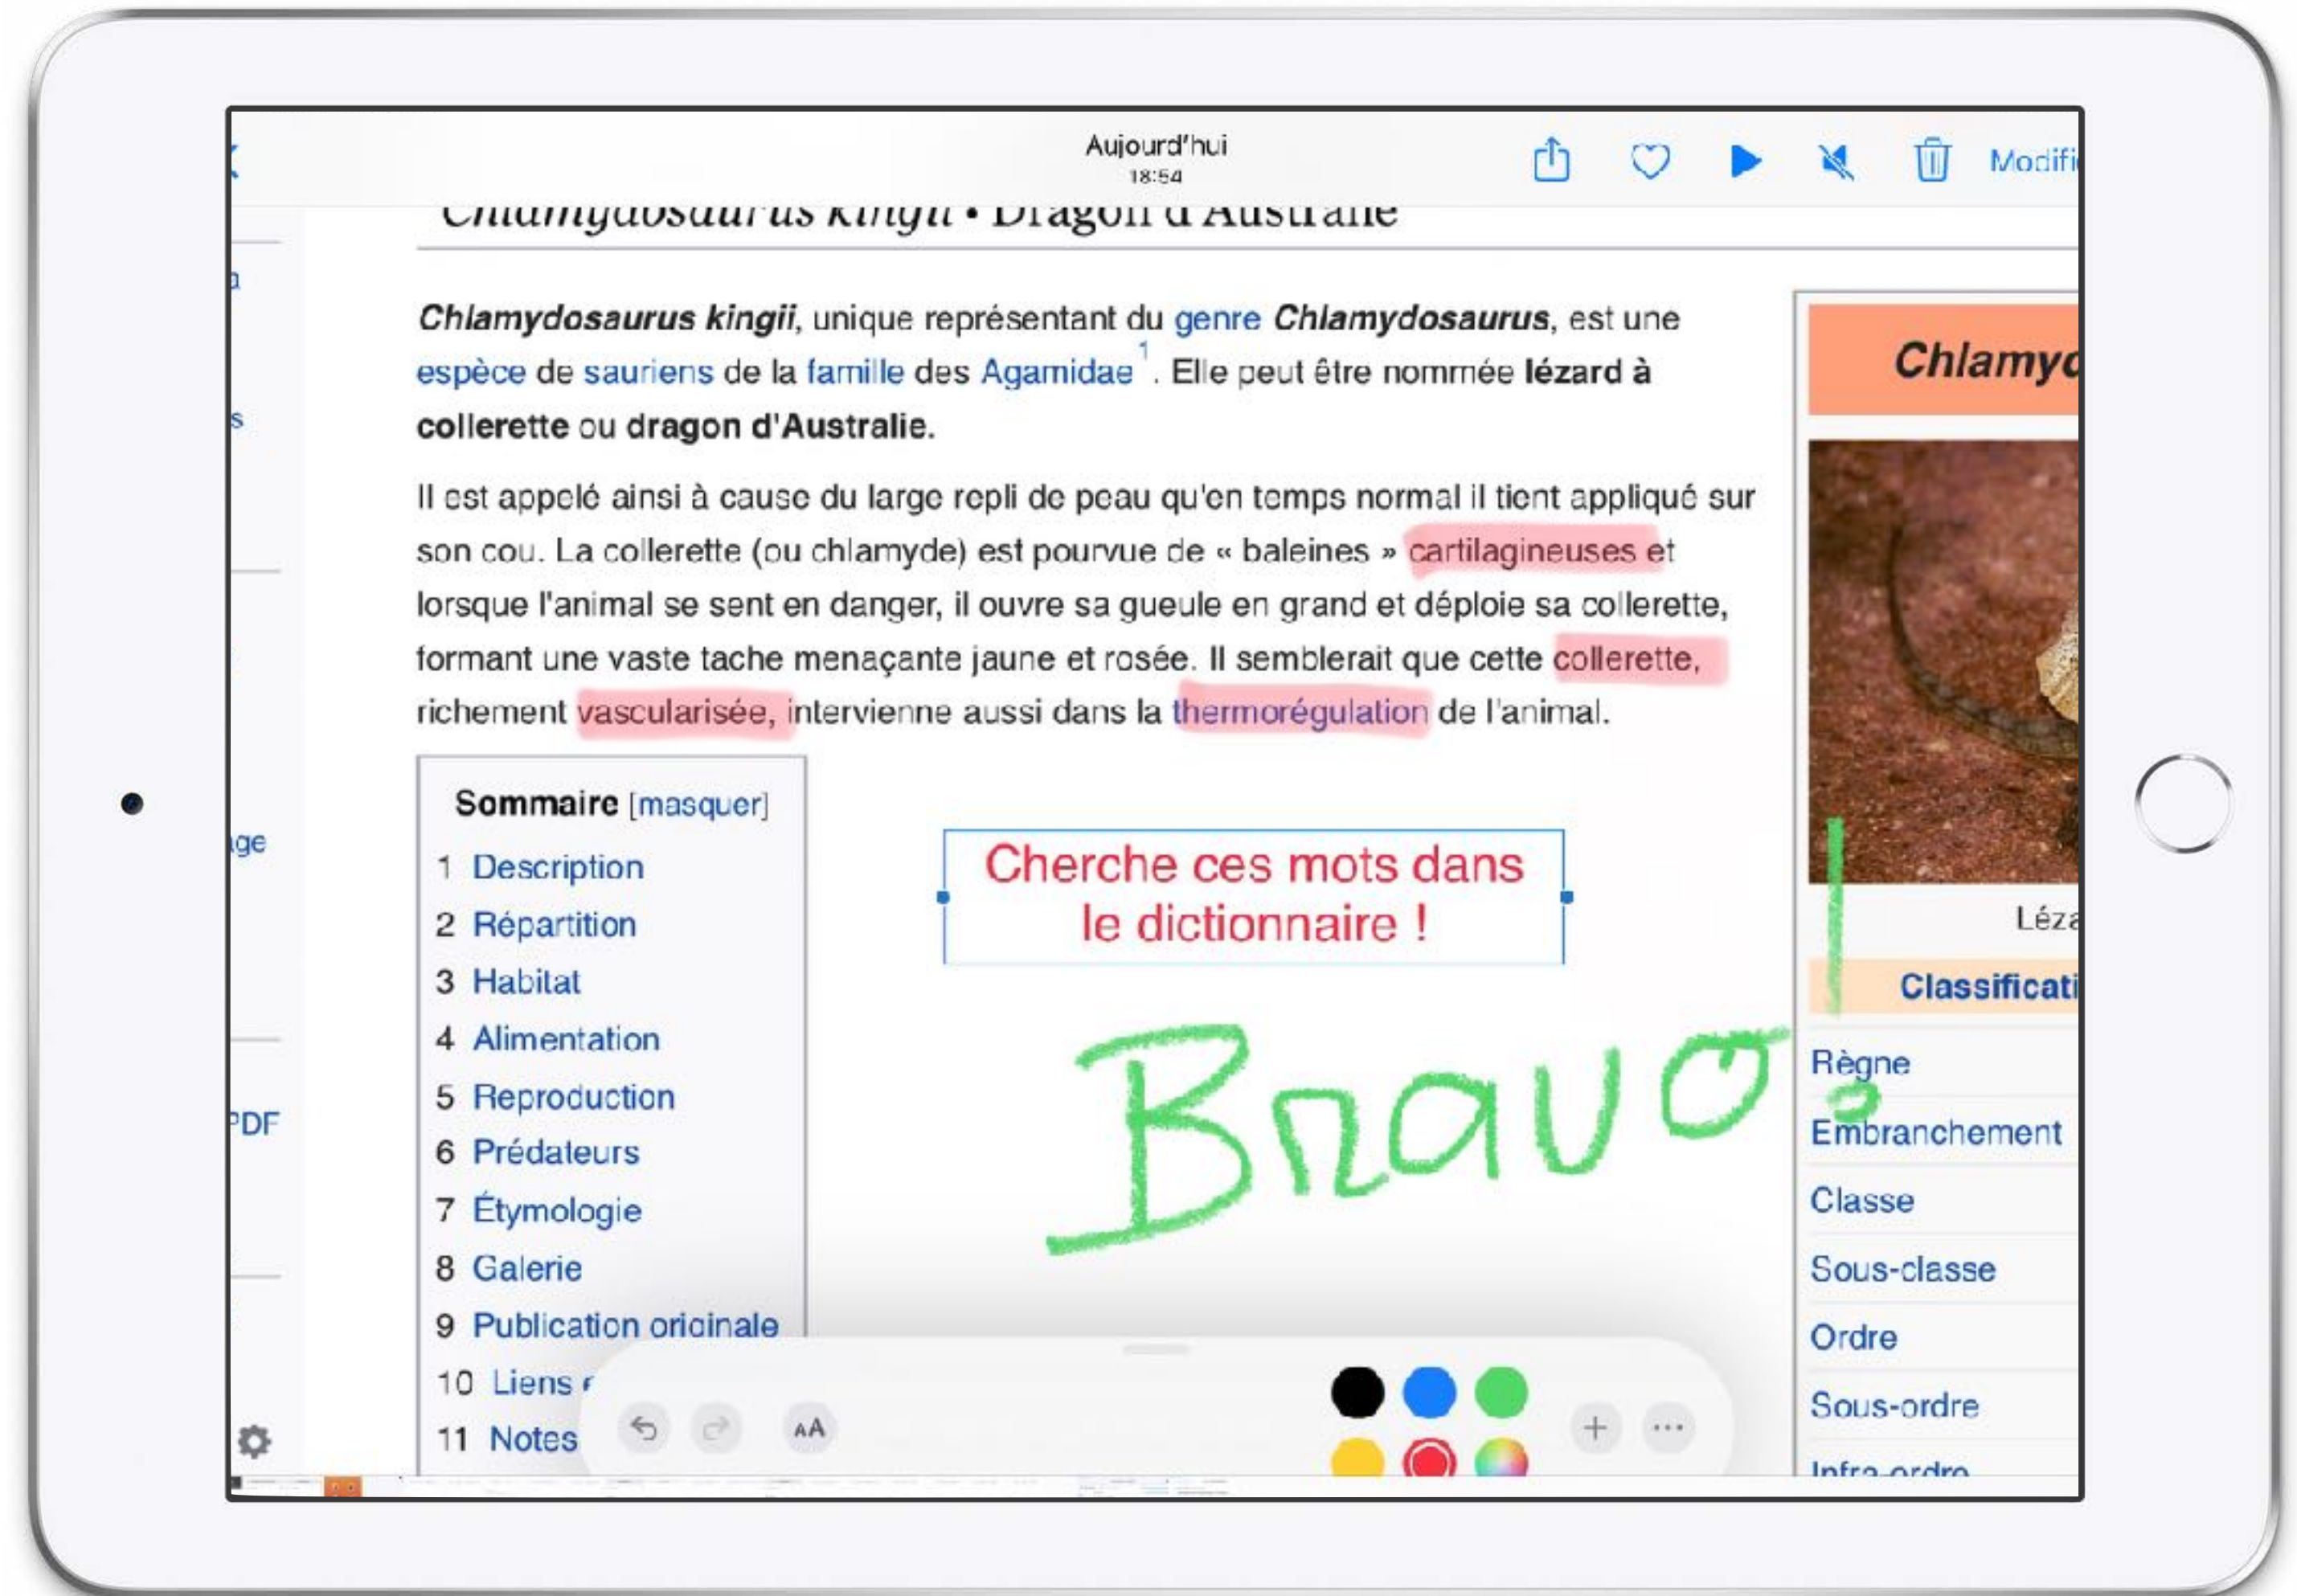 Aujourd'hui
18:54
Modifi
Chlamydosaurus kingii • Dragon d'Australie
Chlamydosaurus kingii, unique représentant du genre Chlamydosaurus, est une
espèce de sauriens de la famille des Agamidae 1. Elle peut être nommée lézard à
collerette ou dragon d'Australie.
Il est appelé ainsi à cause du large repli de peau qu'en temps normal il tient appliqué sur
son cou. La collerette (ou chlamyde) est pourvue de « baleines » cartilagineuses et
lorsque l'animal se sent en danger, il ouvre sa gueule en grand et déploie sa collerette,
formant une vaste tache menaçante jaune et rosée. Il semblerait que cette collerette,
richement vascularisée, intervienne aussi dans la thermorégulation de l'animal.
Sommaire [masquer]
1 Description
2 Répartition
3 Habitat
4 Alimentation
5 Reproduction
6 Prédateurs
7 Étymologie
8 Galerie
9 Publication originale
10 Liens e
11 Notes
Cherche ces mots dans
le dictionnaire !
Bravo !
Chlamyd
Léza
Classificati
Règne
Embranchement
Classe
Sous-classe
Ordre
Sous-ordre
Infra-ordre
s
age
PDF
AA